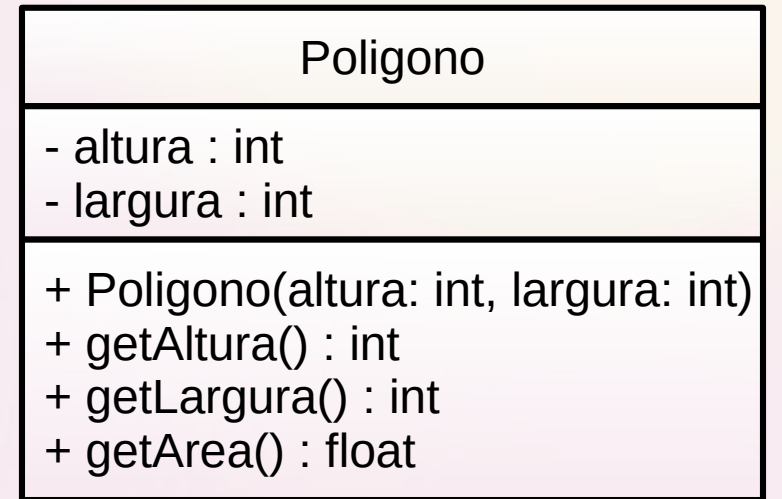 Poligono
- altura : int
- largura : int
+ Poligono(altura: int, largura: int)
+ getAltura() : int
+ getLargura() : int
+ getArea() : float